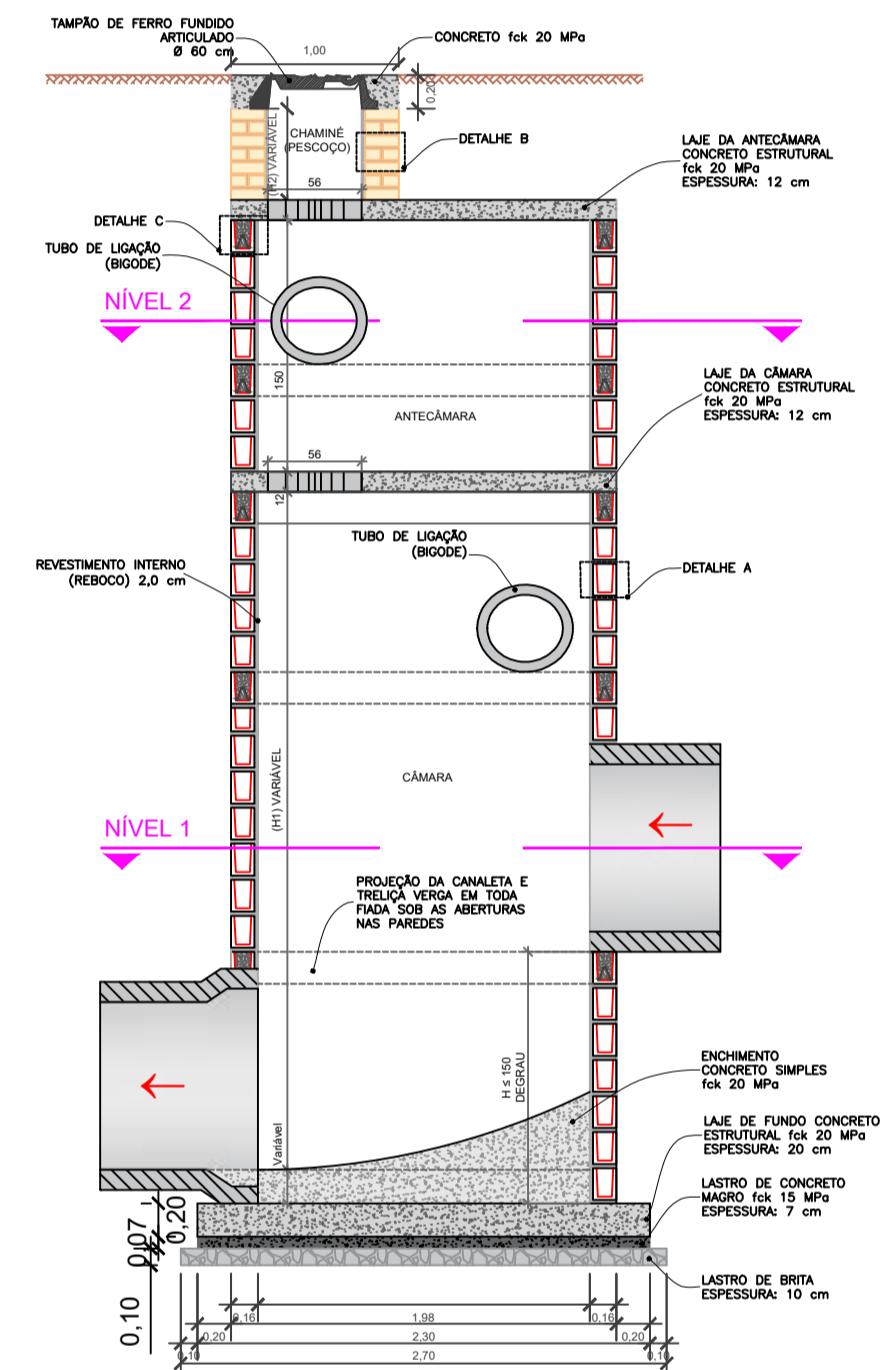 TAMPÃO DE FERRO FUNDIDO
ARTICULADO
Ø 60 cm
1,00
CONCRETO fck 20 MPa
0,20
CHAMINÉ
(PESCOÇO)
(H2) VARIÁVEL
DETALHE B
LAJE DA ANTECÂMARA
CONCRETO ESTRUTURAL
fck 20 MPa
ESPESSURA: 12 cm
56
DETALHE C
TUBO DE LIGAÇÃO
(BIGODE)
NÍVEL 2
150
LAJE DA CÂMARA
CONCRETO ESTRUTURAL
fck 20 MPa
ESPESSURA: 12 cm
ANTECÂMARA
56
12
TUBO DE LIGAÇÃO
(BIGODE)
REVESTIMENTO INTERNO
(REBOCO) 2,0 cm
DETALHE A
(H1) VARIÁVEL
CÂMARA
NÍVEL 1
PROJEÇÃO DA CANALETA E
TRELIÇA VERGA EM TODA
FIADA SOB AS ABERTURAS
NAS PAREDES
H ≤ 150
DEGRAU
Variável
ENCHIMENTO
CONCRETO SIMPLES
fck 20 MPa
LAJE DE FUNDO CONCRETO
ESTRUTURAL fck 20 MPa
ESPESSURA: 20 cm
LASTRO DE CONCRETO
MAGRO fck 15 MPa
ESPESSURA: 7 cm
LASTRO DE BRITA
ESPESSURA: 10 cm
0,20
0,07
0,10
0,16
1,98
0,16
0,20
2,30
0,20
0,10
2,70
0,10